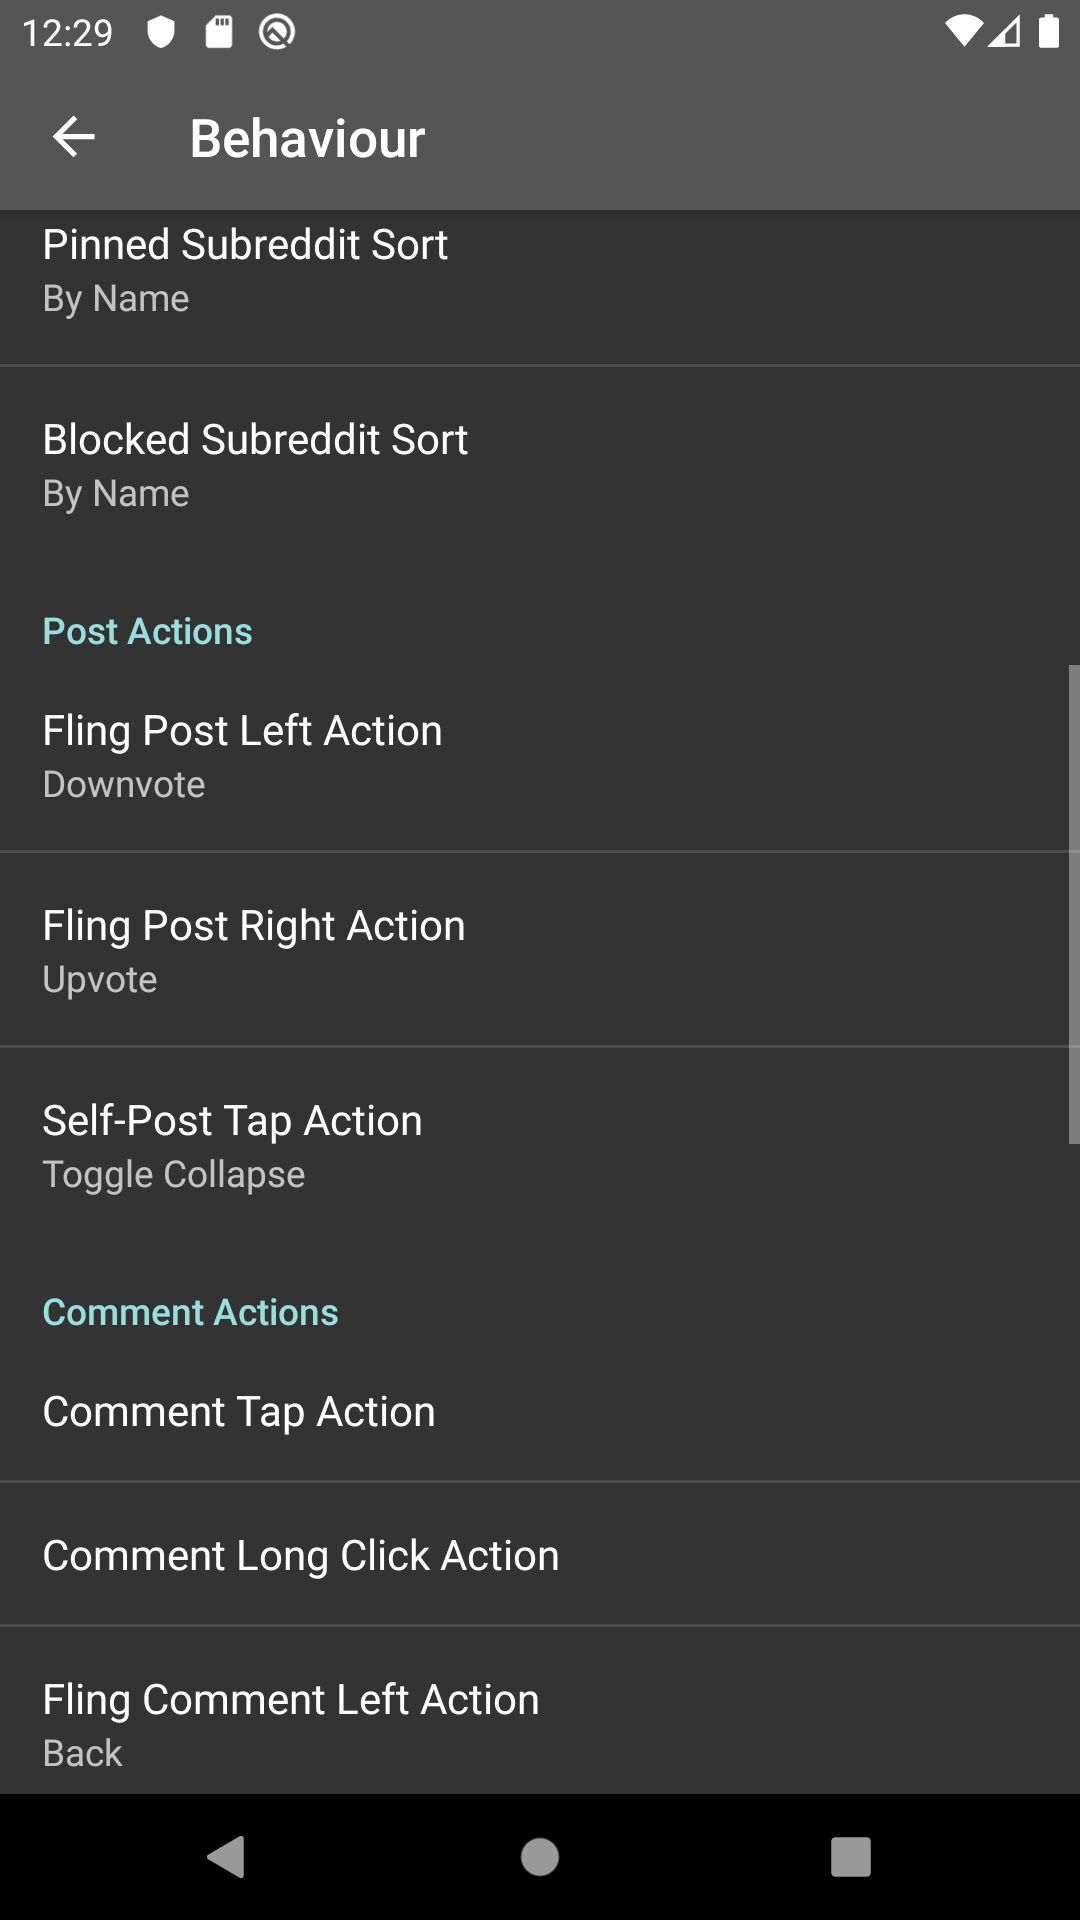 12:29
Behaviour
Pinned Subreddit Sort
By Name
Blocked Subreddit Sort
By Name
Post Actions
Fling Post Left Action
Downvote
Fling Post Right Action
Upvote
Self-Post Tap Action
Toggle Collapse
Comment Actions
Comment Tap Action
Comment Long Click Action
Fling Comment Left Action
Back